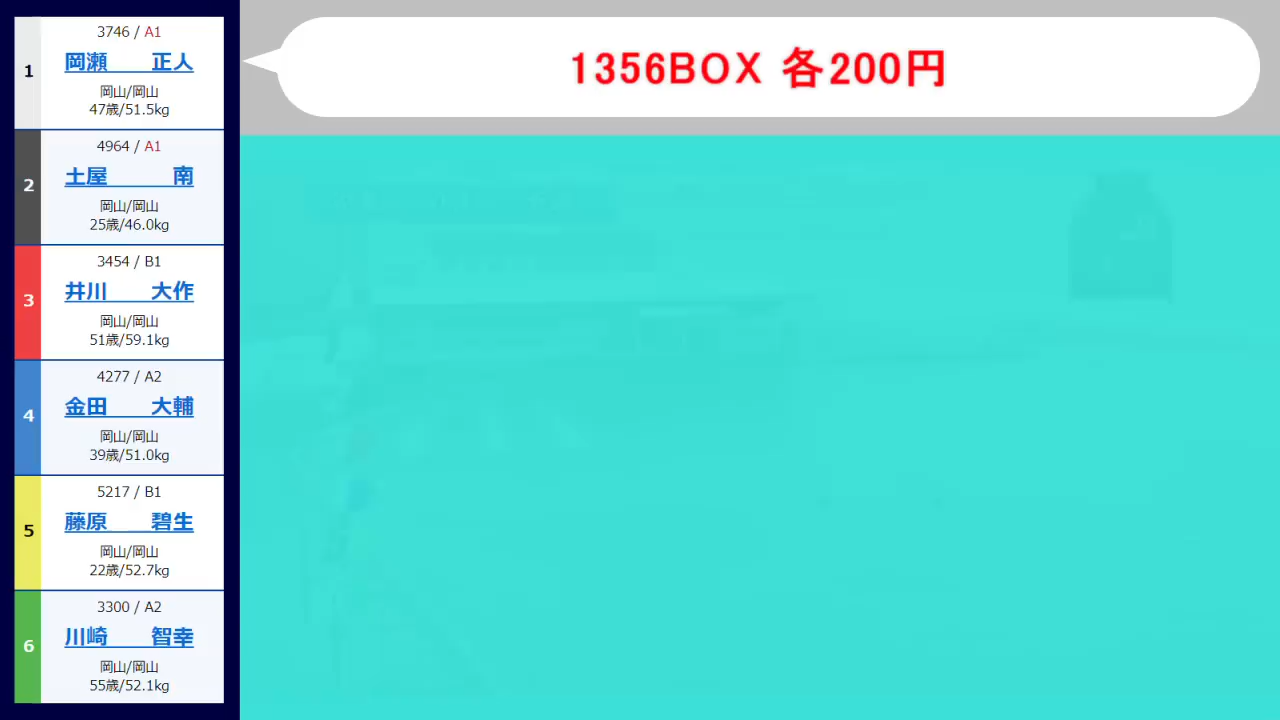 1
3746 / A1
岡瀬 正人
岡山/岡山
47歳/51.5kg
2
4964 / A1
土屋 南
岡山/岡山
25歳/46.0kg
3
3454 / B1
井川 大作
岡山/岡山
51歳/59.1kg
4
4277 / A2
金田 大輔
岡山/岡山
39歳/51.0kg
5
5217 / B1
藤原 碧生
岡山/岡山
22歳/52.7kg
6
3300 / A2
川崎 智幸
岡山/岡山
55歳/52.1kg
1356BOX 各200円